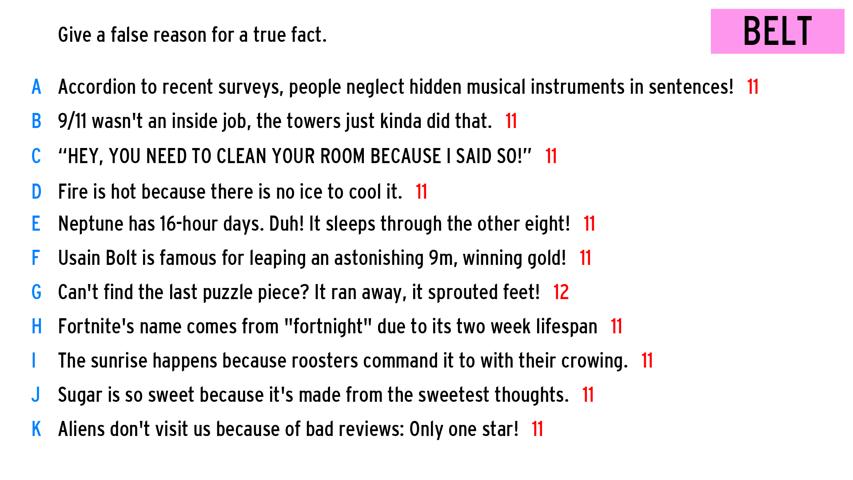 Give a false reason for a true fact.
BELT
A Accordion to recent surveys, people neglect hidden musical instruments in sentences! 11
B 9/11 wasn't an inside job, the towers just kinda did that. 11
C “HEY, YOU NEED TO CLEAN YOUR ROOM BECAUSE I SAID SO!” 11
D Fire is hot because there is no ice to cool it. 11
E Neptune has 16-hour days. Duh! It sleeps through the other eight! 11
F Usain Bolt is famous for leaping an astonishing 9m, winning gold! 11
G Can't find the last puzzle piece? It ran away, it sprouted feet! 12
H Fortnite's name comes from "fortnight" due to its two week lifespan 11
I The sunrise happens because roosters command it to with their crowing. 11
J Sugar is so sweet because it's made from the sweetest thoughts. 11
K Aliens don't visit us because of bad reviews: Only one star! 11